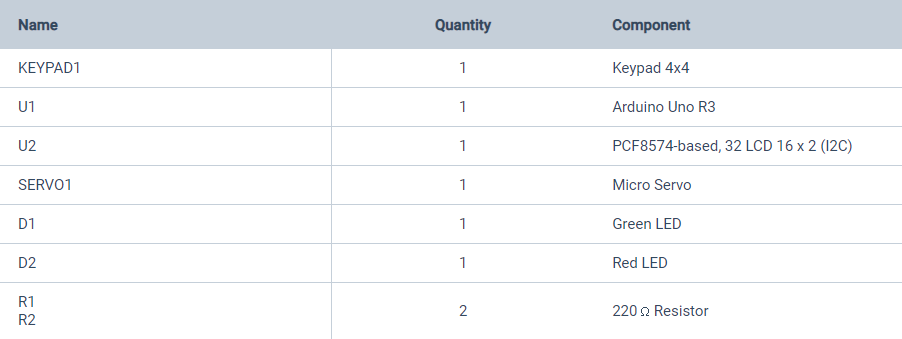 Name Quantity Component
KEYPAD1 1 Keypad 4x4
U1 1 Arduino Uno R3
U2 1 PCF8574-based, 32 LCD 16 x 2 (I2C)
SERVO1 1 Micro Servo
D1 1 Green LED
D2 1 Red LED
R1
R2 2 220 Ω Resistor